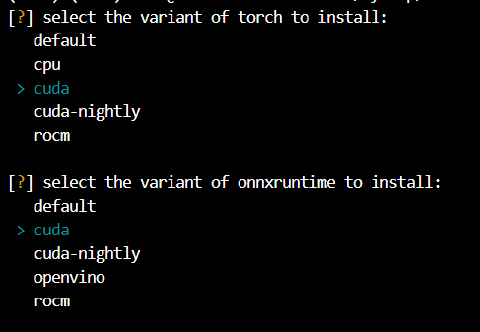 [?] select the variant of torch to install:
default
cpu
> cuda
cuda-nightly
rocm
[?] select the variant of onnxruntime to install:
default
> cuda
cuda-nightly
openvino
rocm